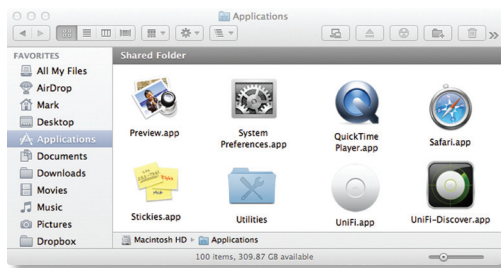 Applications
FAVORITES
All My Files
AirDrop
Mark
Desktop
Applications
Documents
Downloads
Movies
Music
Pictures
Dropbox
Shared Folder
Preview.app
System
Preferences.app
QuickTime
Player.app
Safari.app
Stickies.app
Utilities
UniFi.app
UniFi-Discover.app
Macintosh HD
Applications
100 items, 309.87 GB available